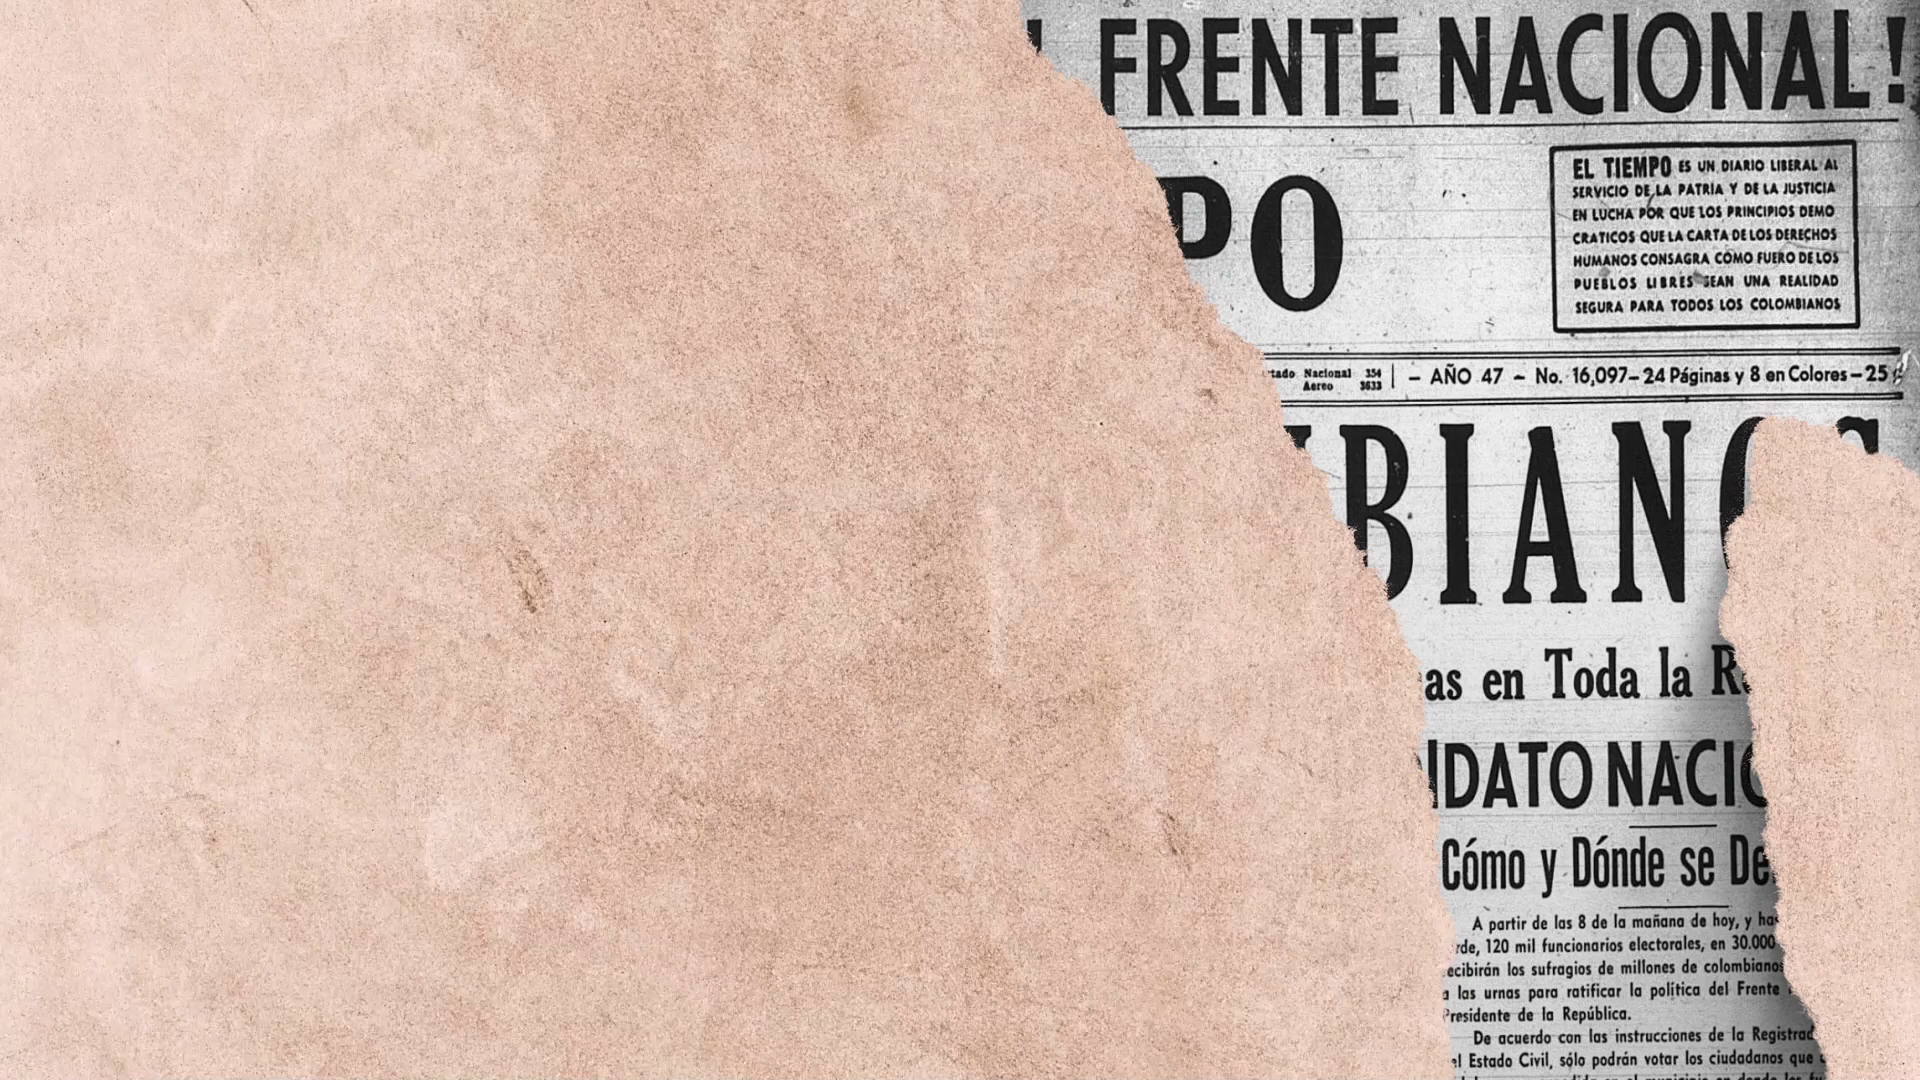 FRENTE NACIONAL!
PO
EL TIEMPO ES UN DIARIO LIBERAL AL
SERVICIO DE LA PATRIA Y DE LA JUSTICIA
EN LUCHA POR QUE LOS PRINCIPIOS DEMO
CRATICOS QUE LA CARTA DE LOS DERECHOS
HUMANOS CONSAGRA COMO FUERO DE LOS
PUEBLOS LIBRES SEAN UNA REALIDAD
SEGURA PARA TODOS LOS COLOMBIANOS
tado Nacional 354
Aereo 3633
– AÑO 47 – No. 16,097– 24 Páginas y 8 en Colores – 25
BIANOS
as en Toda la R
IDATO NACIO
Cómo y Dónde se De
A partir de las 8 de la mañana de hoy, y has
rde, 120 mil funcionarios electorales, en 30.000
ecibirán los sufragios de millones de colombianos
a las urnas para ratificar la política del Frente
Presidente de la República.
De acuerdo con las instrucciones de la Registrad
el Estado Civil, sólo podrán votar los ciudadanos que